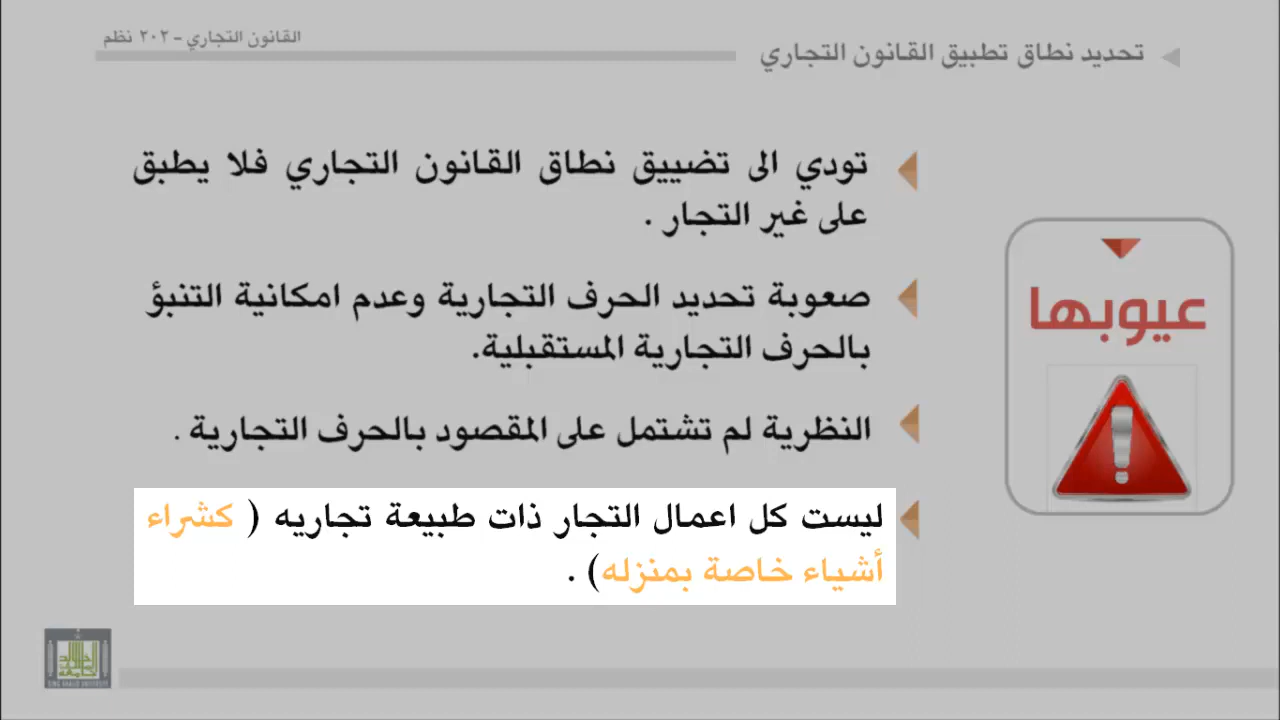 القانون التجاري - ٢٠٢ نظم
تحديد نطاق تطبيق القانون التجاري
عيوبها
تودي الى تضييق نطاق القانون التجاري فلا يطبق
على غير التجار .
صعوبة تحديد الحرف التجارية وعدم امكانية التنبؤ
بالحرف التجارية المستقبلية.
النظرية لم تشتمل على المقصود بالحرف التجارية .
ليست كل اعمال التجار ذات طبيعة تجاريه ( كشراء
أشياء خاصة بمنزله) .